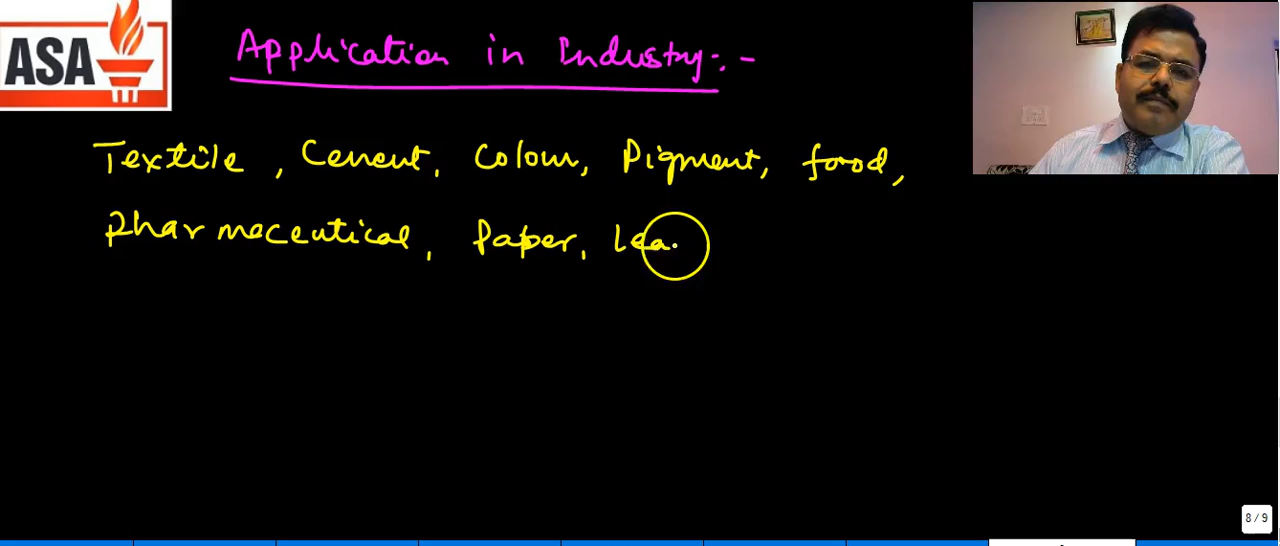 ASA
Application in Industry:-
Textile, Cement, Colour, Pigment, food,
Pharmaceutical, Paper, Lea
8/9